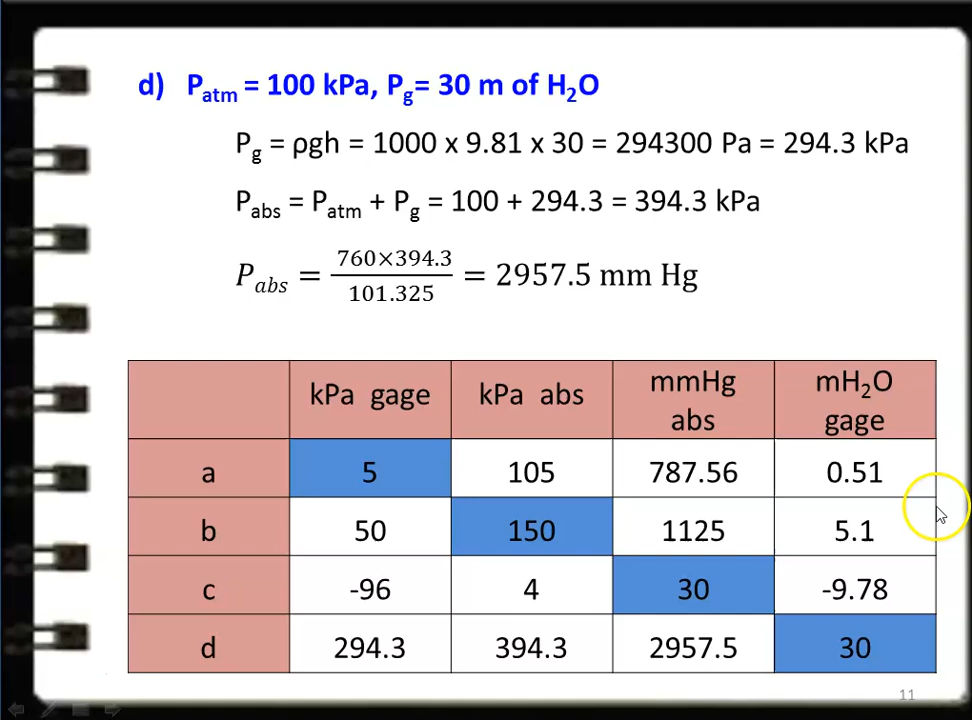 d) Patm = 100 kPa, Pg= 30 m of H2O
Pg = ρgh = 1000 x 9.81 x 30 = 294300 Pa = 294.3 kPa
Pabs = Patm + Pg = 100 + 294.3 = 394.3 kPa
Pabs = 760×394.3 / 101.325 = 2957.5 mm Hg
kPa gage kPa abs mmHg abs mH2O gage
a 5 105 787.56 0.51
b 50 150 1125 5.1
c -96 4 30 -9.78
d 294.3 394.3 2957.5 30
11